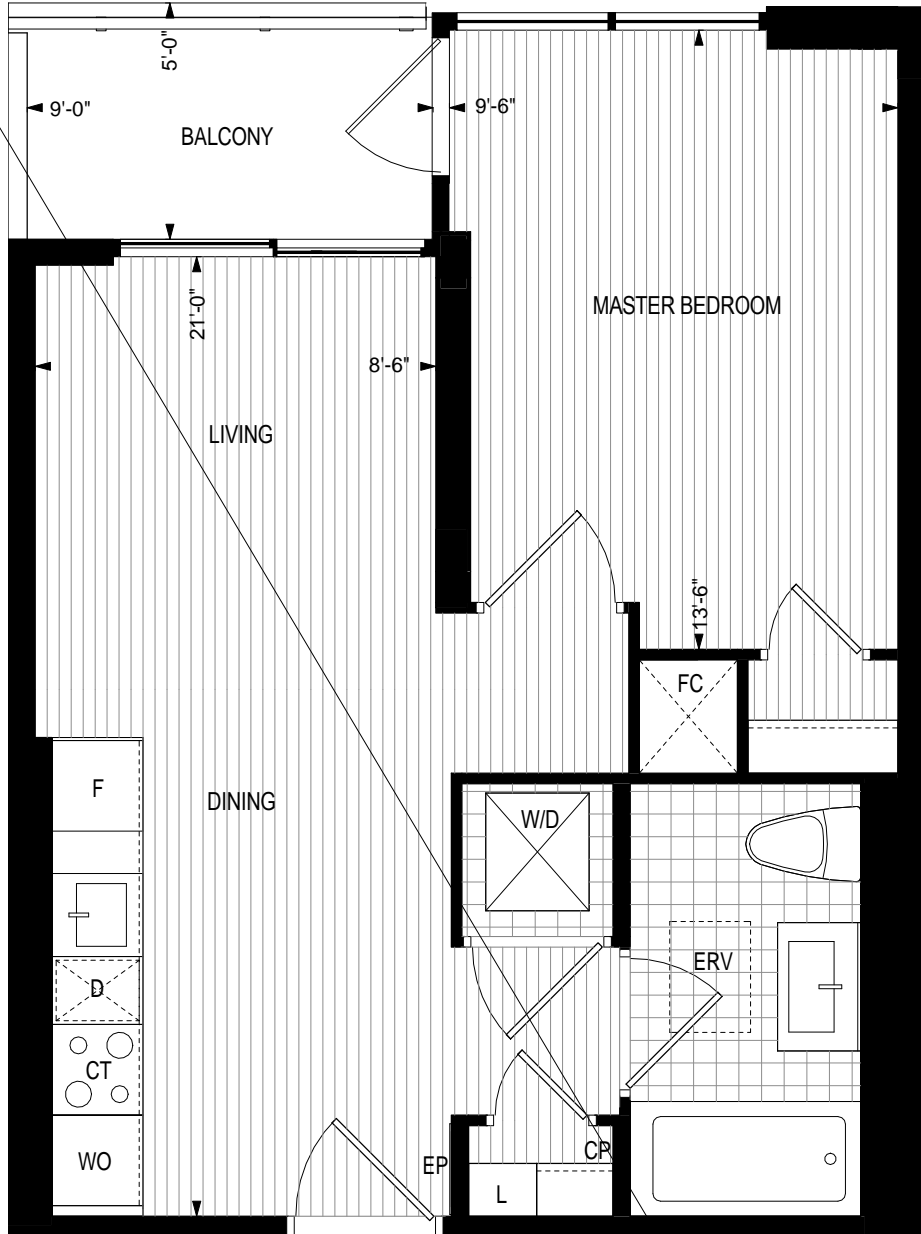 5'-0"
9'-0"
9'-6"
BALCONY
MASTER BEDROOM
21'-0"
8'-6"
LIVING
13'-6"
FC
F
DINING
W/D
D
ERV
CT
WO
EP
CP
L